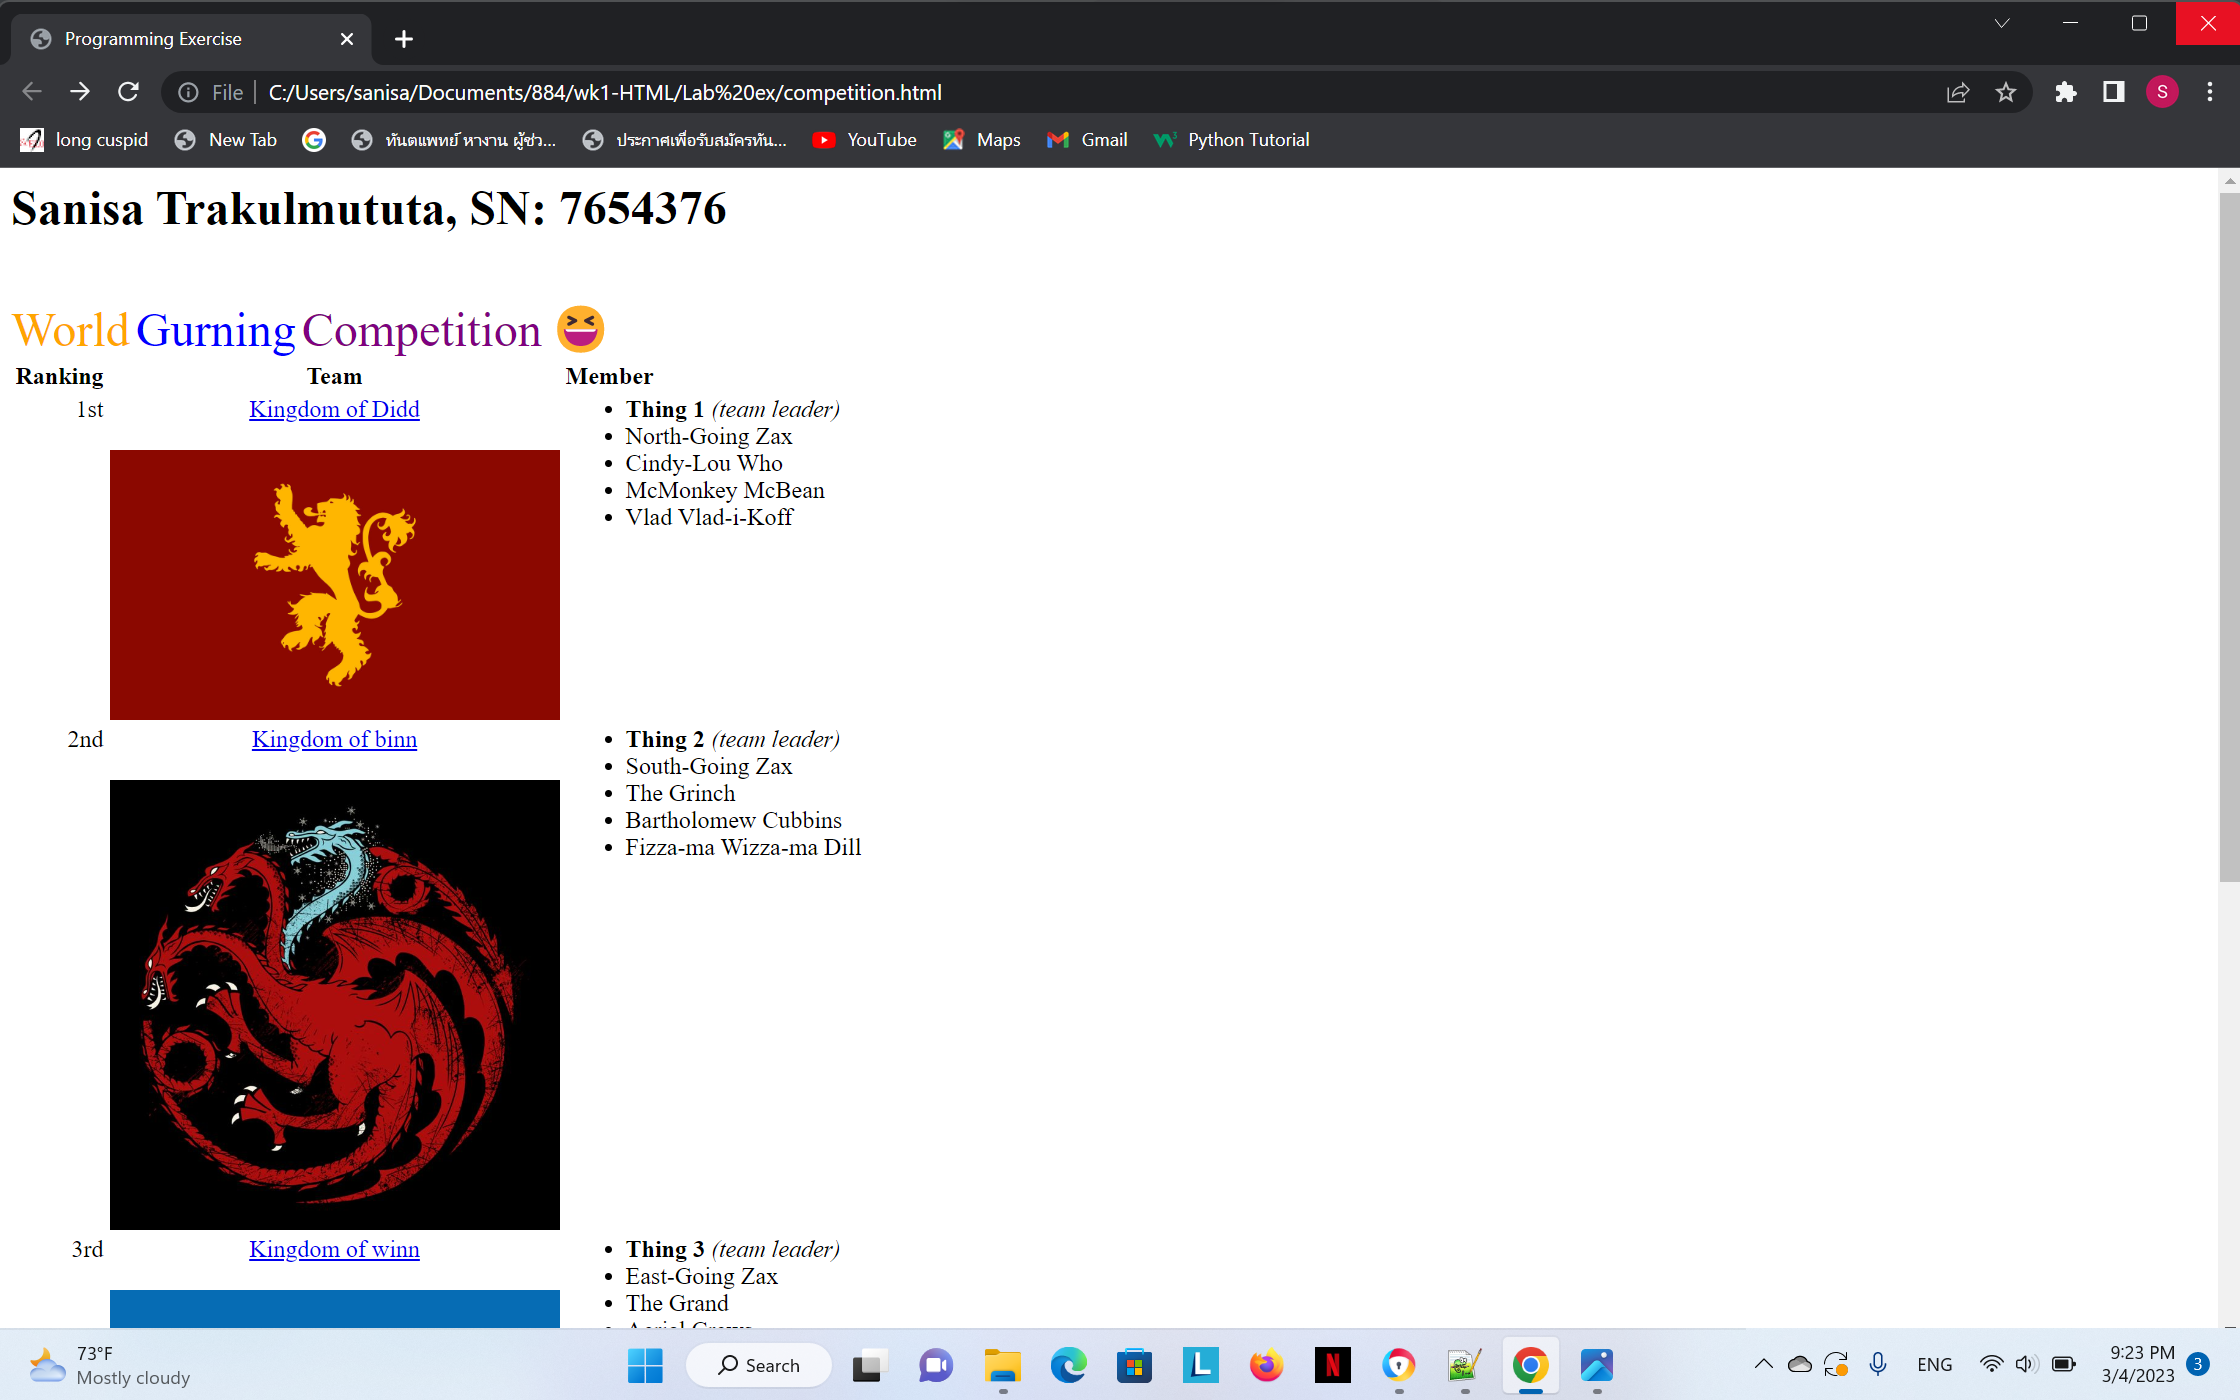 Programming Exercise
File
C:/Users/sanisa/Documents/884/wk1-HTML/Lab%20ex/competition.html
S
long cuspid
New Tab
ทันตแพทย์ หางาน ผู้ช่ว...
ประกาศเพื่อรับสมัครทัน...
YouTube
Maps
Gmail
Python Tutorial
Sanisa Trakulmututa, SN: 7654376
World Gurning Competition 😆
Ranking Team Member
1st Kingdom of Didd
• Thing 1 (team leader)
• North-Going Zax
• Cindy-Lou Who
• McMonkey McBean
• Vlad Vlad-i-Koff
2nd Kingdom of binn
• Thing 2 (team leader)
• South-Going Zax
• The Grinch
• Bartholomew Cubbins
• Fizza-ma Wizza-ma Dill
3rd Kingdom of winn
• Thing 3 (team leader)
• East-Going Zax
• The Grand
73°F
Mostly cloudy
Search
L
N
ENG
9:23 PM
3/4/2023
3